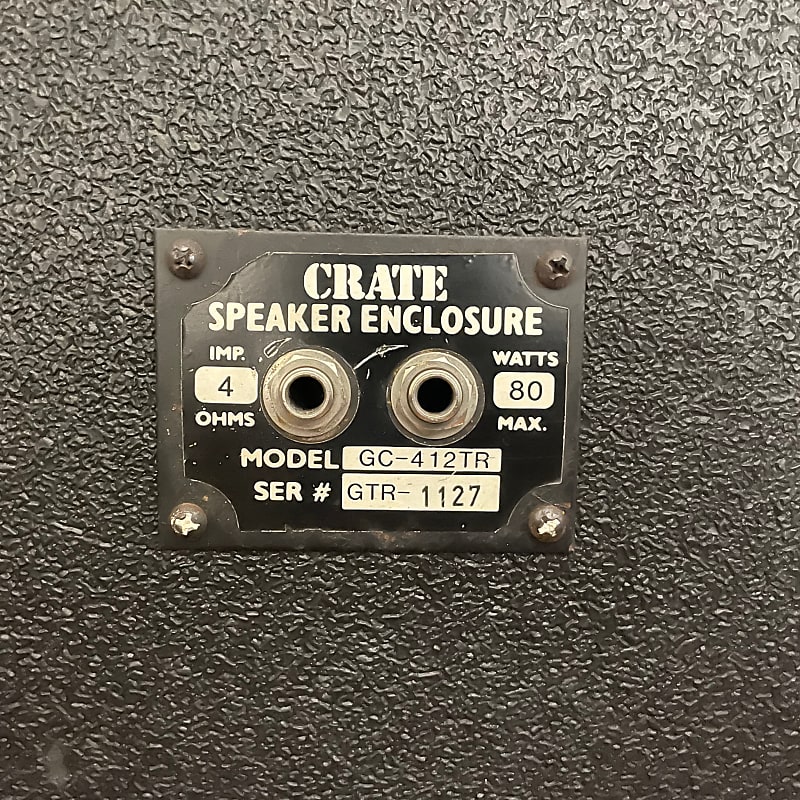 CRATE
SPEAKER ENCLOSURE
IMP. WATTS
4 80
OHMS MAX.
MODEL GC-412TR
SER # GTR- 1127